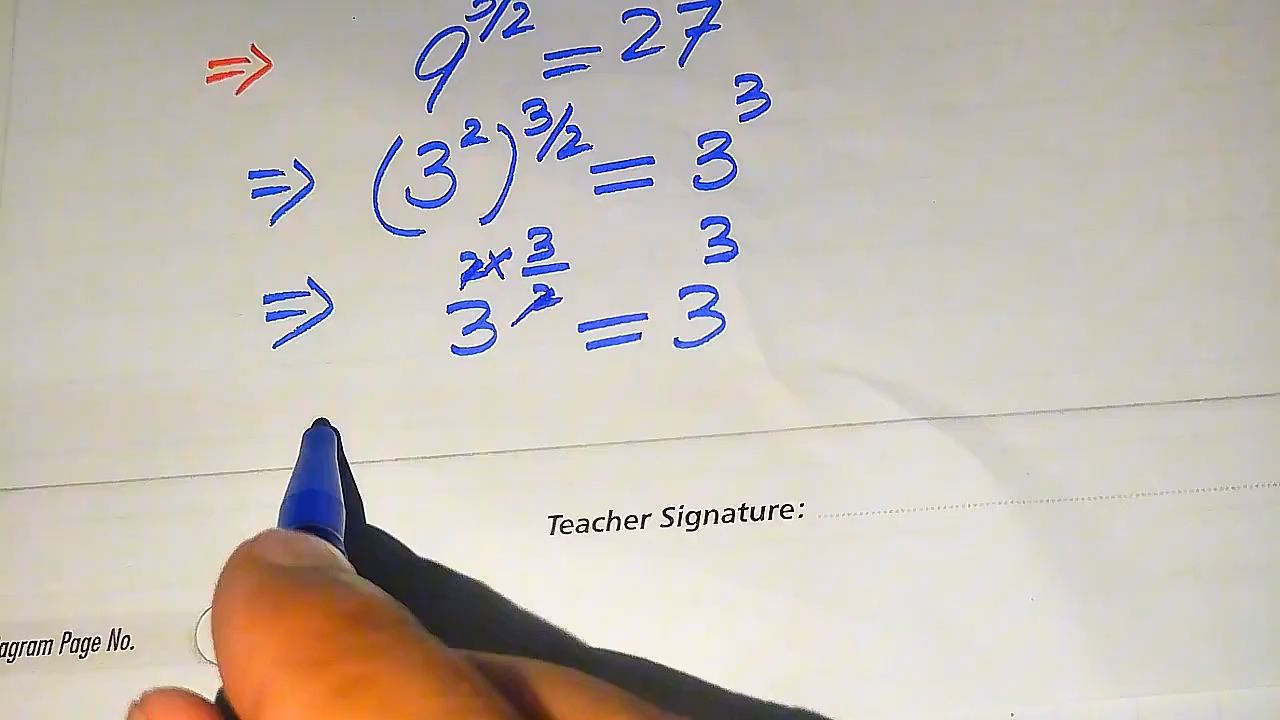 ⇒ 9^3/2 = 27
⇒ (3^2)^3/2 = 3^3
⇒ 3^2×3/2 = 3^3
Teacher Signature:
agram Page No.